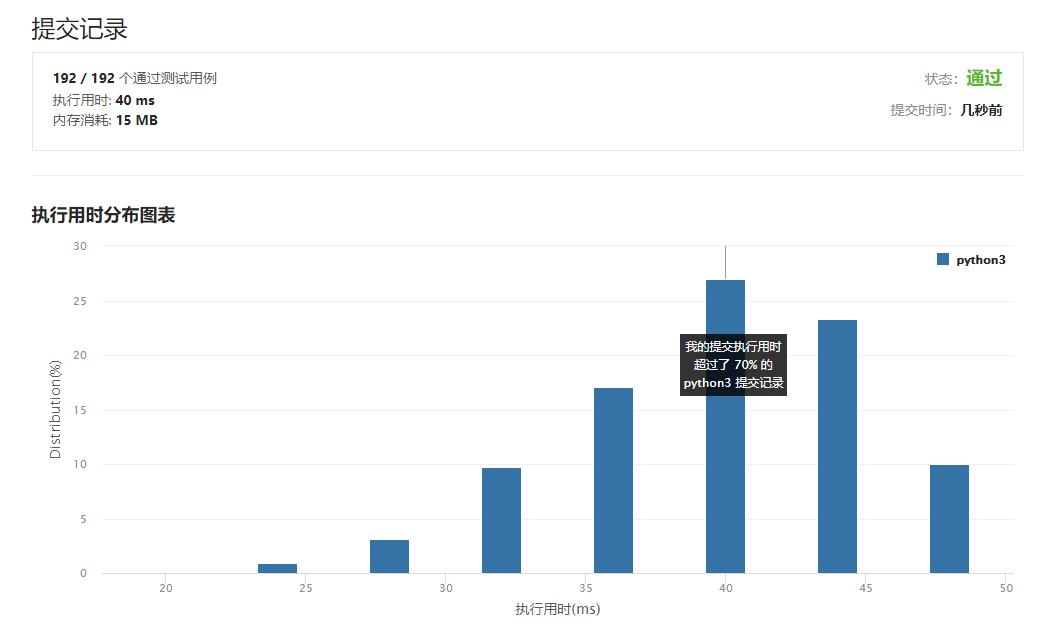 提交记录
192 / 192 个通过测试用例
状态：通过
执行用时: 40 ms
提交时间：几秒前
内存消耗: 15 MB
执行用时分布图表
30
25
20
15
10
5
0
Distribution(%)
python3
我的提交执行用时
超过了 70% 的
python3 提交记录
20
25
30
35
40
45
50
执行用时(ms)